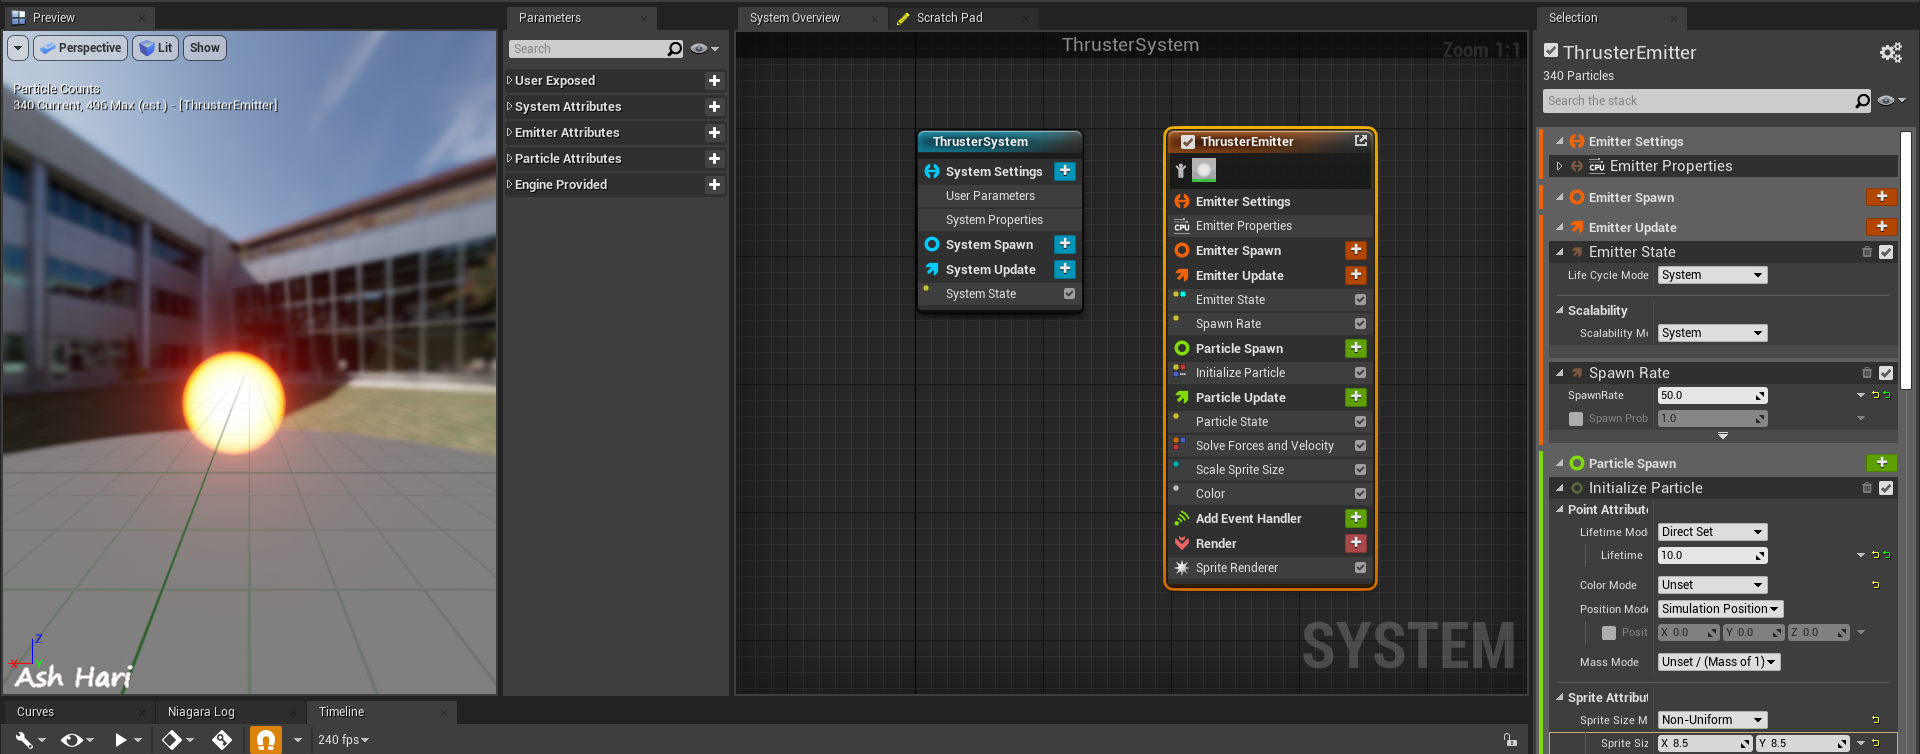 Preview
Perspective
Lit
Show
Particle Counts
340 Current, 496 Max (est.) - [ThrusterEmitter]
Z
X
Ash Hari
Parameters
Search
User Exposed
System Attributes
Emitter Attributes
Particle Attributes
Engine Provided
System Overview
Scratch Pad
ThrusterSystem
Zoom 1:1
ThrusterSystem
System Settings
User Parameters
System Properties
System Spawn
System Update
System State
ThrusterEmitter
Emitter Settings
CPU Emitter Properties
Emitter Spawn
Emitter Update
Emitter State
Spawn Rate
Particle Spawn
Initialize Particle
Particle Update
Particle State
Solve Forces and Velocity
Scale Sprite Size
Color
Add Event Handler
Render
Sprite Renderer
SYSTEM
Selection
ThrusterEmitter
340 Particles
Search the stack
Emitter Settings
CPU Emitter Properties
Emitter Spawn
Emitter Update
Emitter State
Life Cycle Mode System
Scalability
Scalability Mo System
Spawn Rate
SpawnRate 50.0
Spawn Prob 1.0
Particle Spawn
Initialize Particle
Point Attribute
Lifetime Mod Direct Set
Lifetime 10.0
Color Mode Unset
Position Mode Simulation Position
Posit X 0.0 Y 0.0 Z 0.0
Mass Mode Unset / (Mass of 1)
Sprite Attribut
Sprite Size M Non-Uniform
Sprite Siz X 8.5 Y 8.5
Curves
Niagara Log
Timeline
240 fps